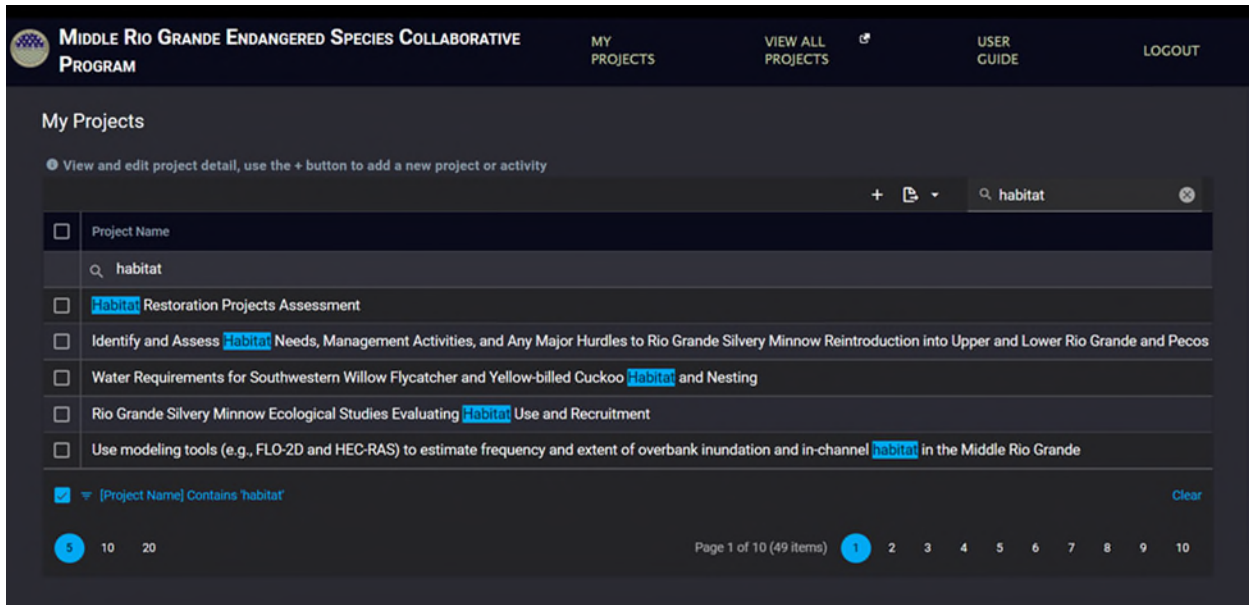 MIDDLE RIO GRANDE ENDANGERED SPECIES COLLABORATIVE
PROGRAM
MY
PROJECTS
VIEW ALL
PROJECTS
USER
GUIDE
LOGOUT
My Projects
View and edit project detail, use the + button to add a new project or activity
+
habitat
Project Name
habitat
Habitat Restoration Projects Assessment
Identify and Assess Habitat Needs, Management Activities, and Any Major Hurdles to Rio Grande Silvery Minnow Reintroduction into Upper and Lower Rio Grande and Pecos
Water Requirements for Southwestern Willow Flycatcher and Yellow-billed Cuckoo Habitat and Nesting
Rio Grande Silvery Minnow Ecological Studies Evaluating Habitat Use and Recruitment
Use modeling tools (e.g., FLO-2D and HEC-RAS) to estimate frequency and extent of overbank inundation and in-channel habitat in the Middle Rio Grande
[Project Name] Contains 'habitat' Clear
5 10 20 Page 1 of 10 (49 items) 1 2 3 4 5 6 7 8 9 10